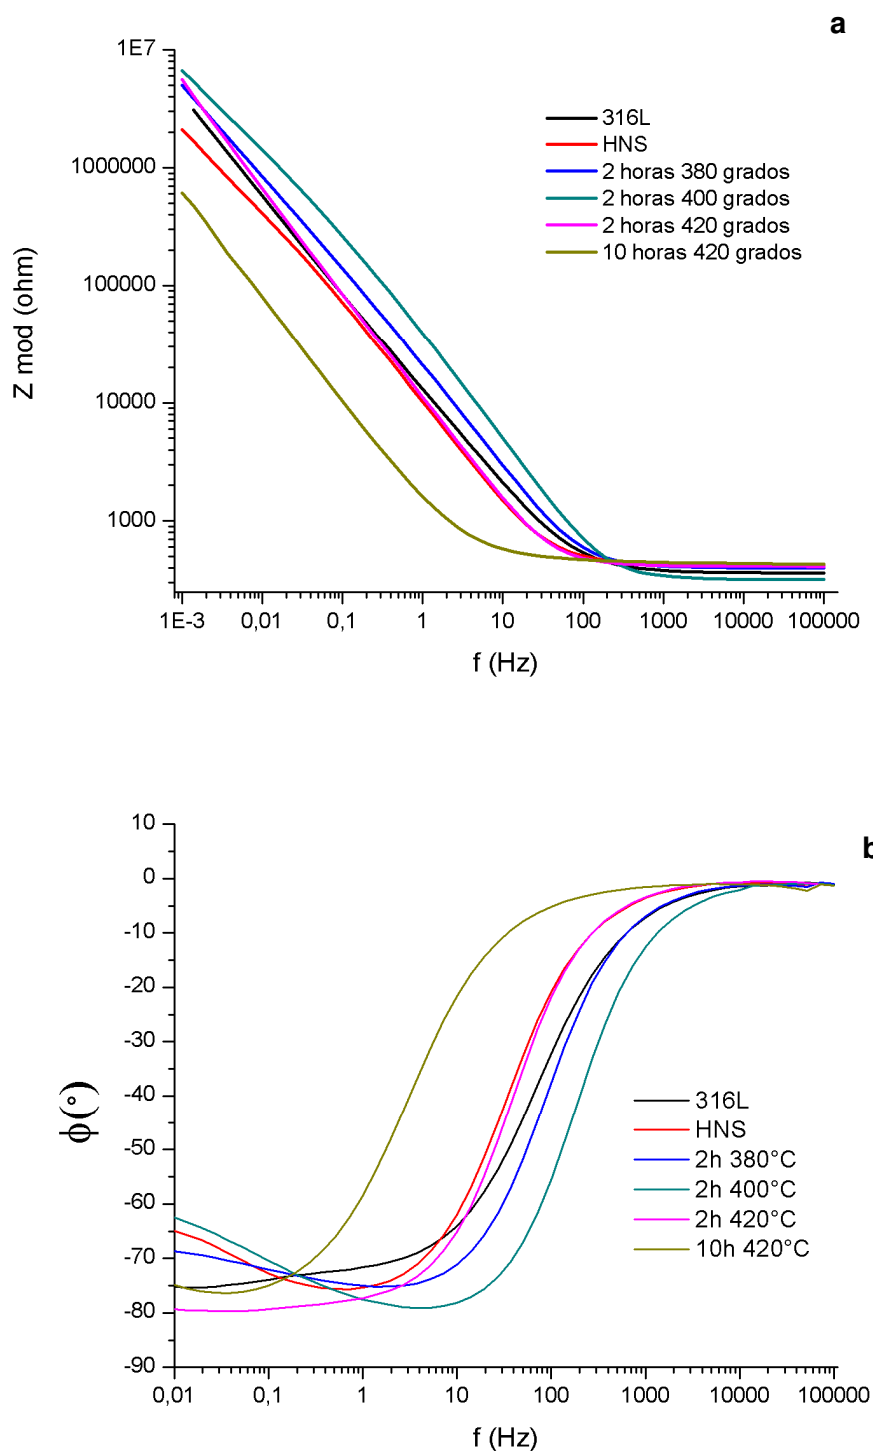 a
1E7
1000000
100000
10000
1000
Z mod (ohm)
316L
HNS
2 horas 380 grados
2 horas 400 grados
2 horas 420 grados
10 horas 420 grados
1E-3 0,01 0,1 1 10 100 1000 10000 100000
f (Hz)
b
10
0
-10
-20
-30
-40
-50
-60
-70
-80
-90
ϕ(°)
316L
HNS
2h 380°C
2h 400°C
2h 420°C
10h 420°C
0,01 0,1 1 10 100 1000 10000 100000
f (Hz)